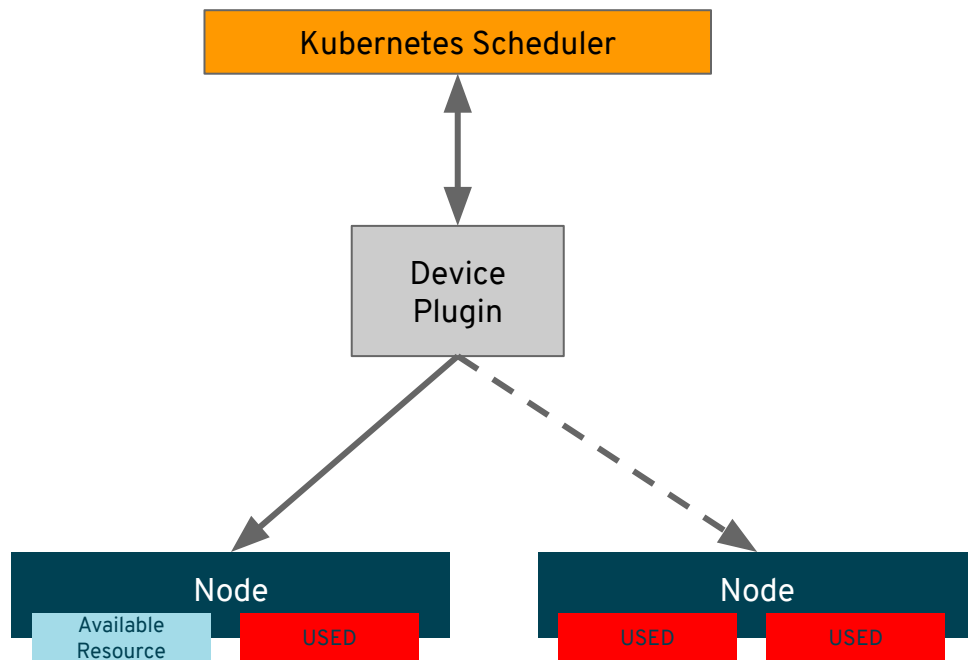 Kubernetes Scheduler
Device
Plugin
Node
Node
Available
Resource
USED
USED
USED